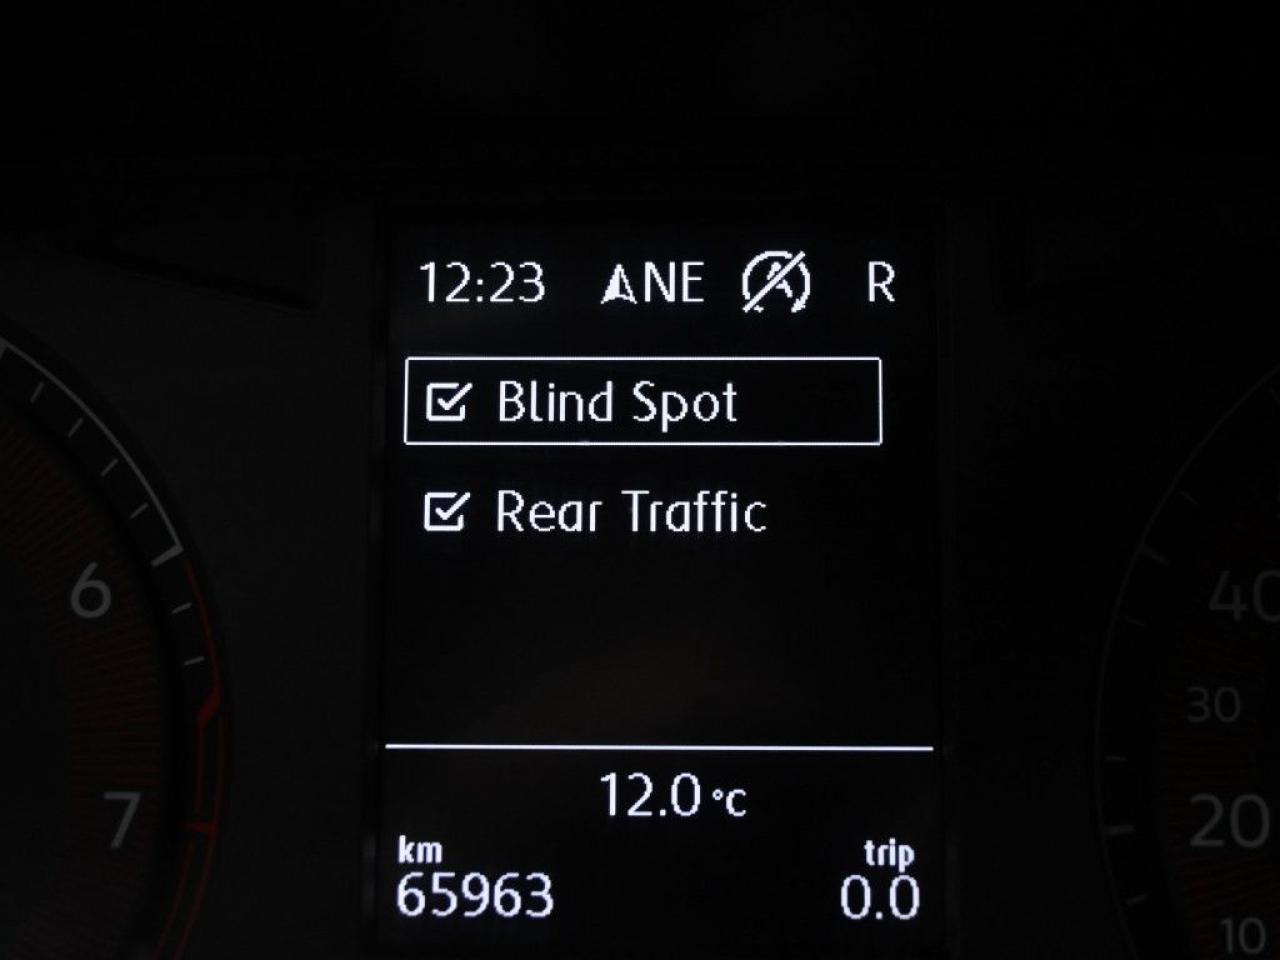 12:23 NE R
Blind Spot
Rear Traffic
12.0 °C
km trip
65963 0.0
6
7
40
30
20
10